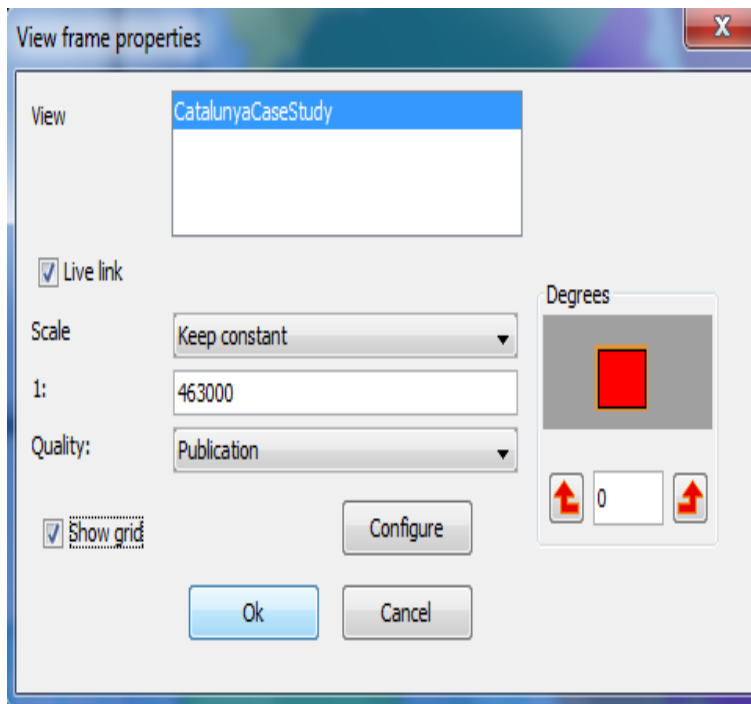 View frame properties
X
View
CatalunyaCaseStudy
Live link
Degrees
Scale
Keep constant
1:
463000
Quality:
Publication
0
Show grid
Configure
Ok
Cancel